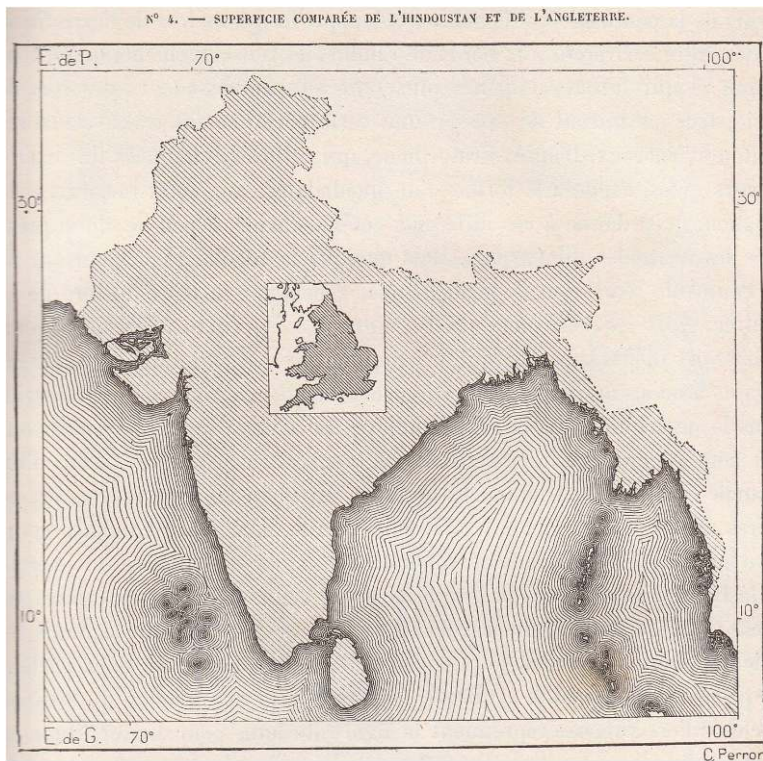 N° 4. — SUPERFICIE COMPARÉE DE L'HINDOUSTAN ET DE L'ANGLETERRE.
E. de P. 70° 100°
30° 30°
10° 10°
E. de G. 70° 100°
C. Perron